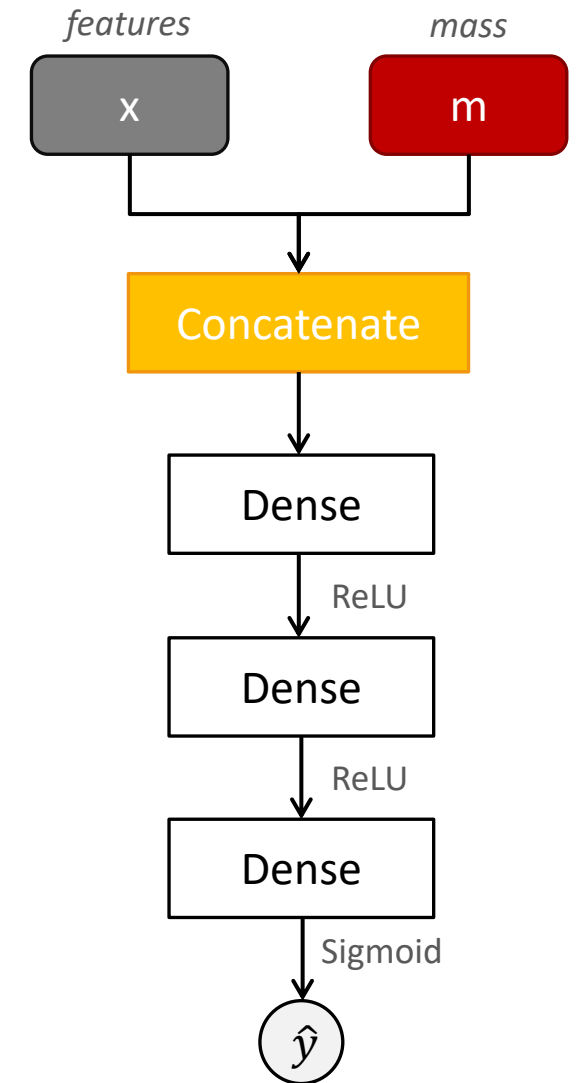 features
mass
x
m
Concatenate
Dense
ReLU
Dense
ReLU
Dense
Sigmoid
ŷ